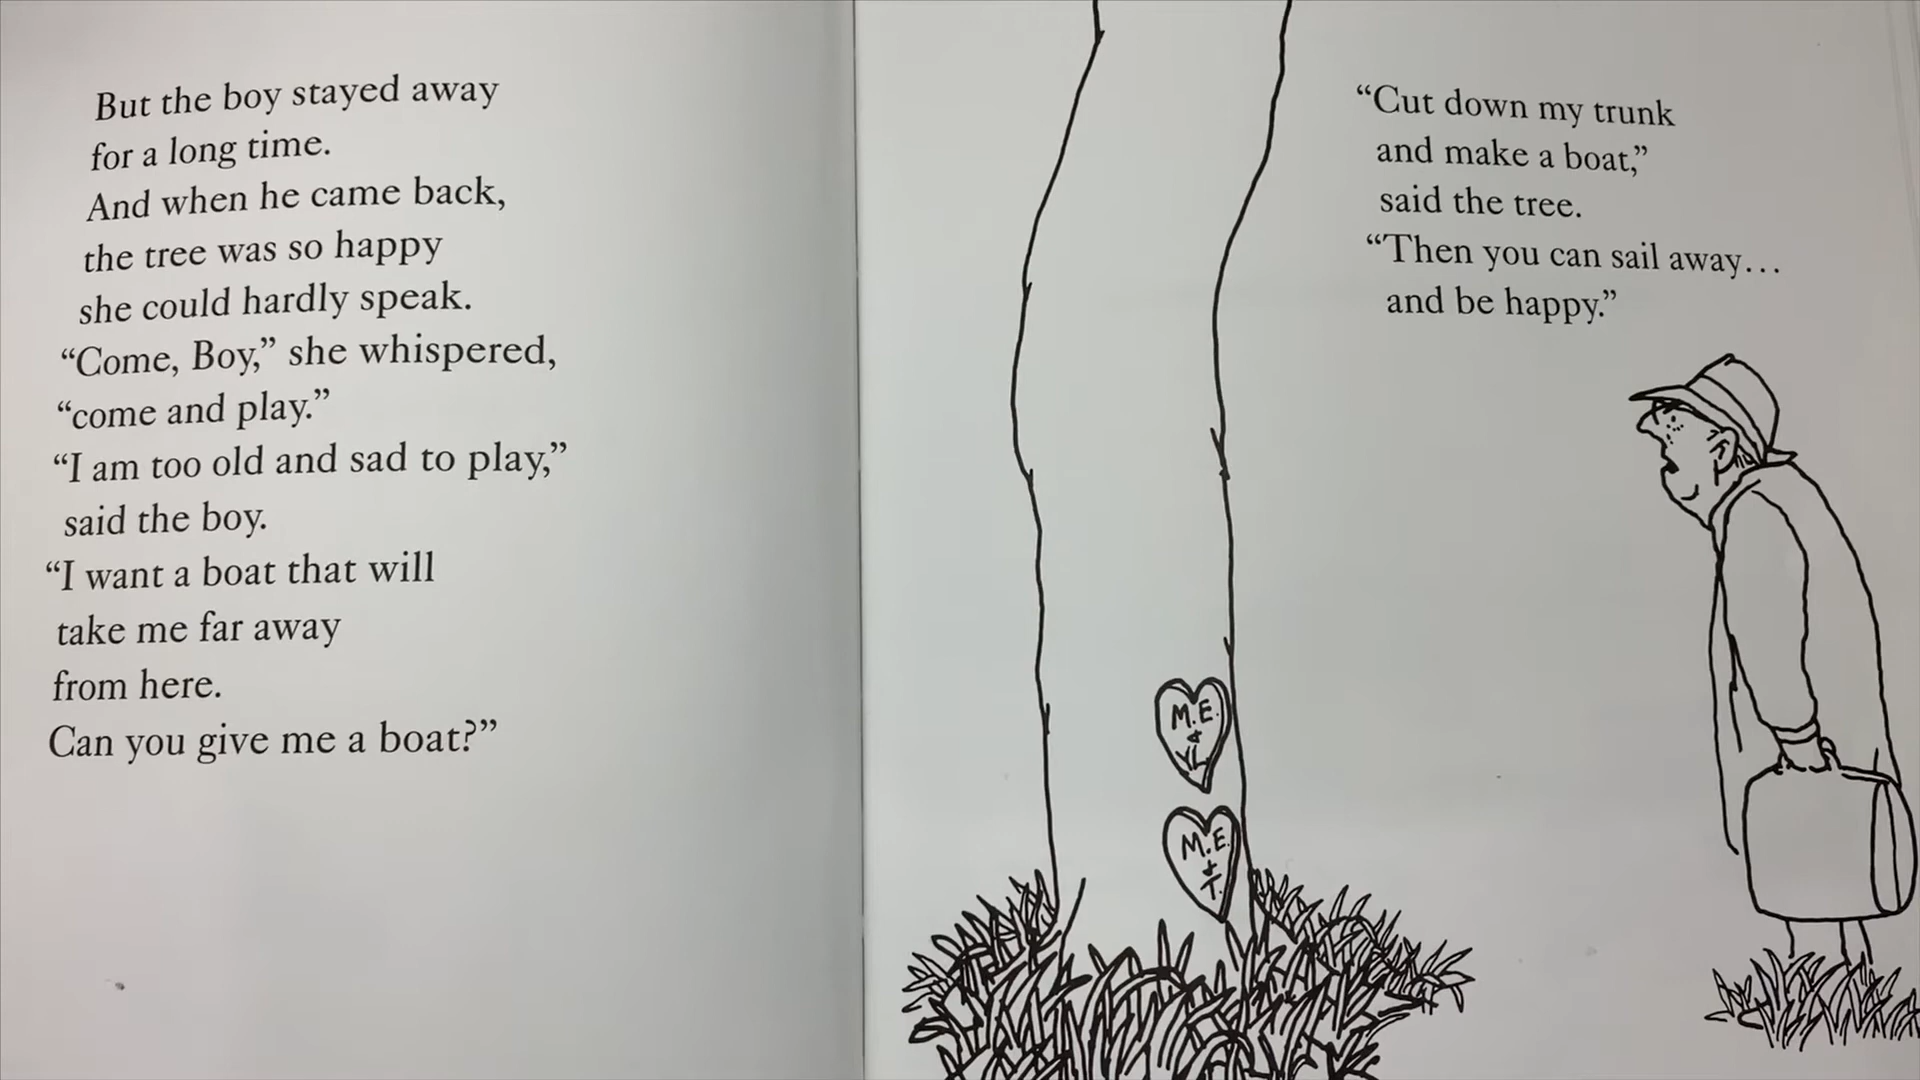 But the boy stayed away
for a long time.
And when he came back,
the tree was so happy
she could hardly speak.
“Come, Boy,” she whispered,
“come and play.”
“I am too old and sad to play,”
said the boy.
“I want a boat that will
take me far away
from here.
Can you give me a boat?”
“Cut down my trunk
and make a boat,”
said the tree.
“Then you can sail away...
and be happy.”
M.E.
&
Y.L.
M.E.
&
T.